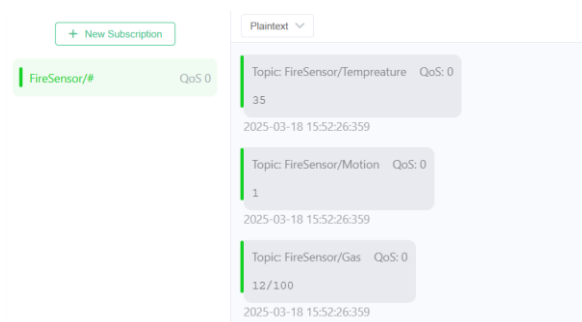 + New Subscription
FireSensor/# QoS 0
Plaintext
Topic: FireSensor/Tempreature QoS: 0
35
2025-03-18 15:52:26:359
Topic: FireSensor/Motion QoS: 0
1
2025-03-18 15:52:26:359
Topic: FireSensor/Gas QoS: 0
12/100
2025-03-18 15:52:26:359